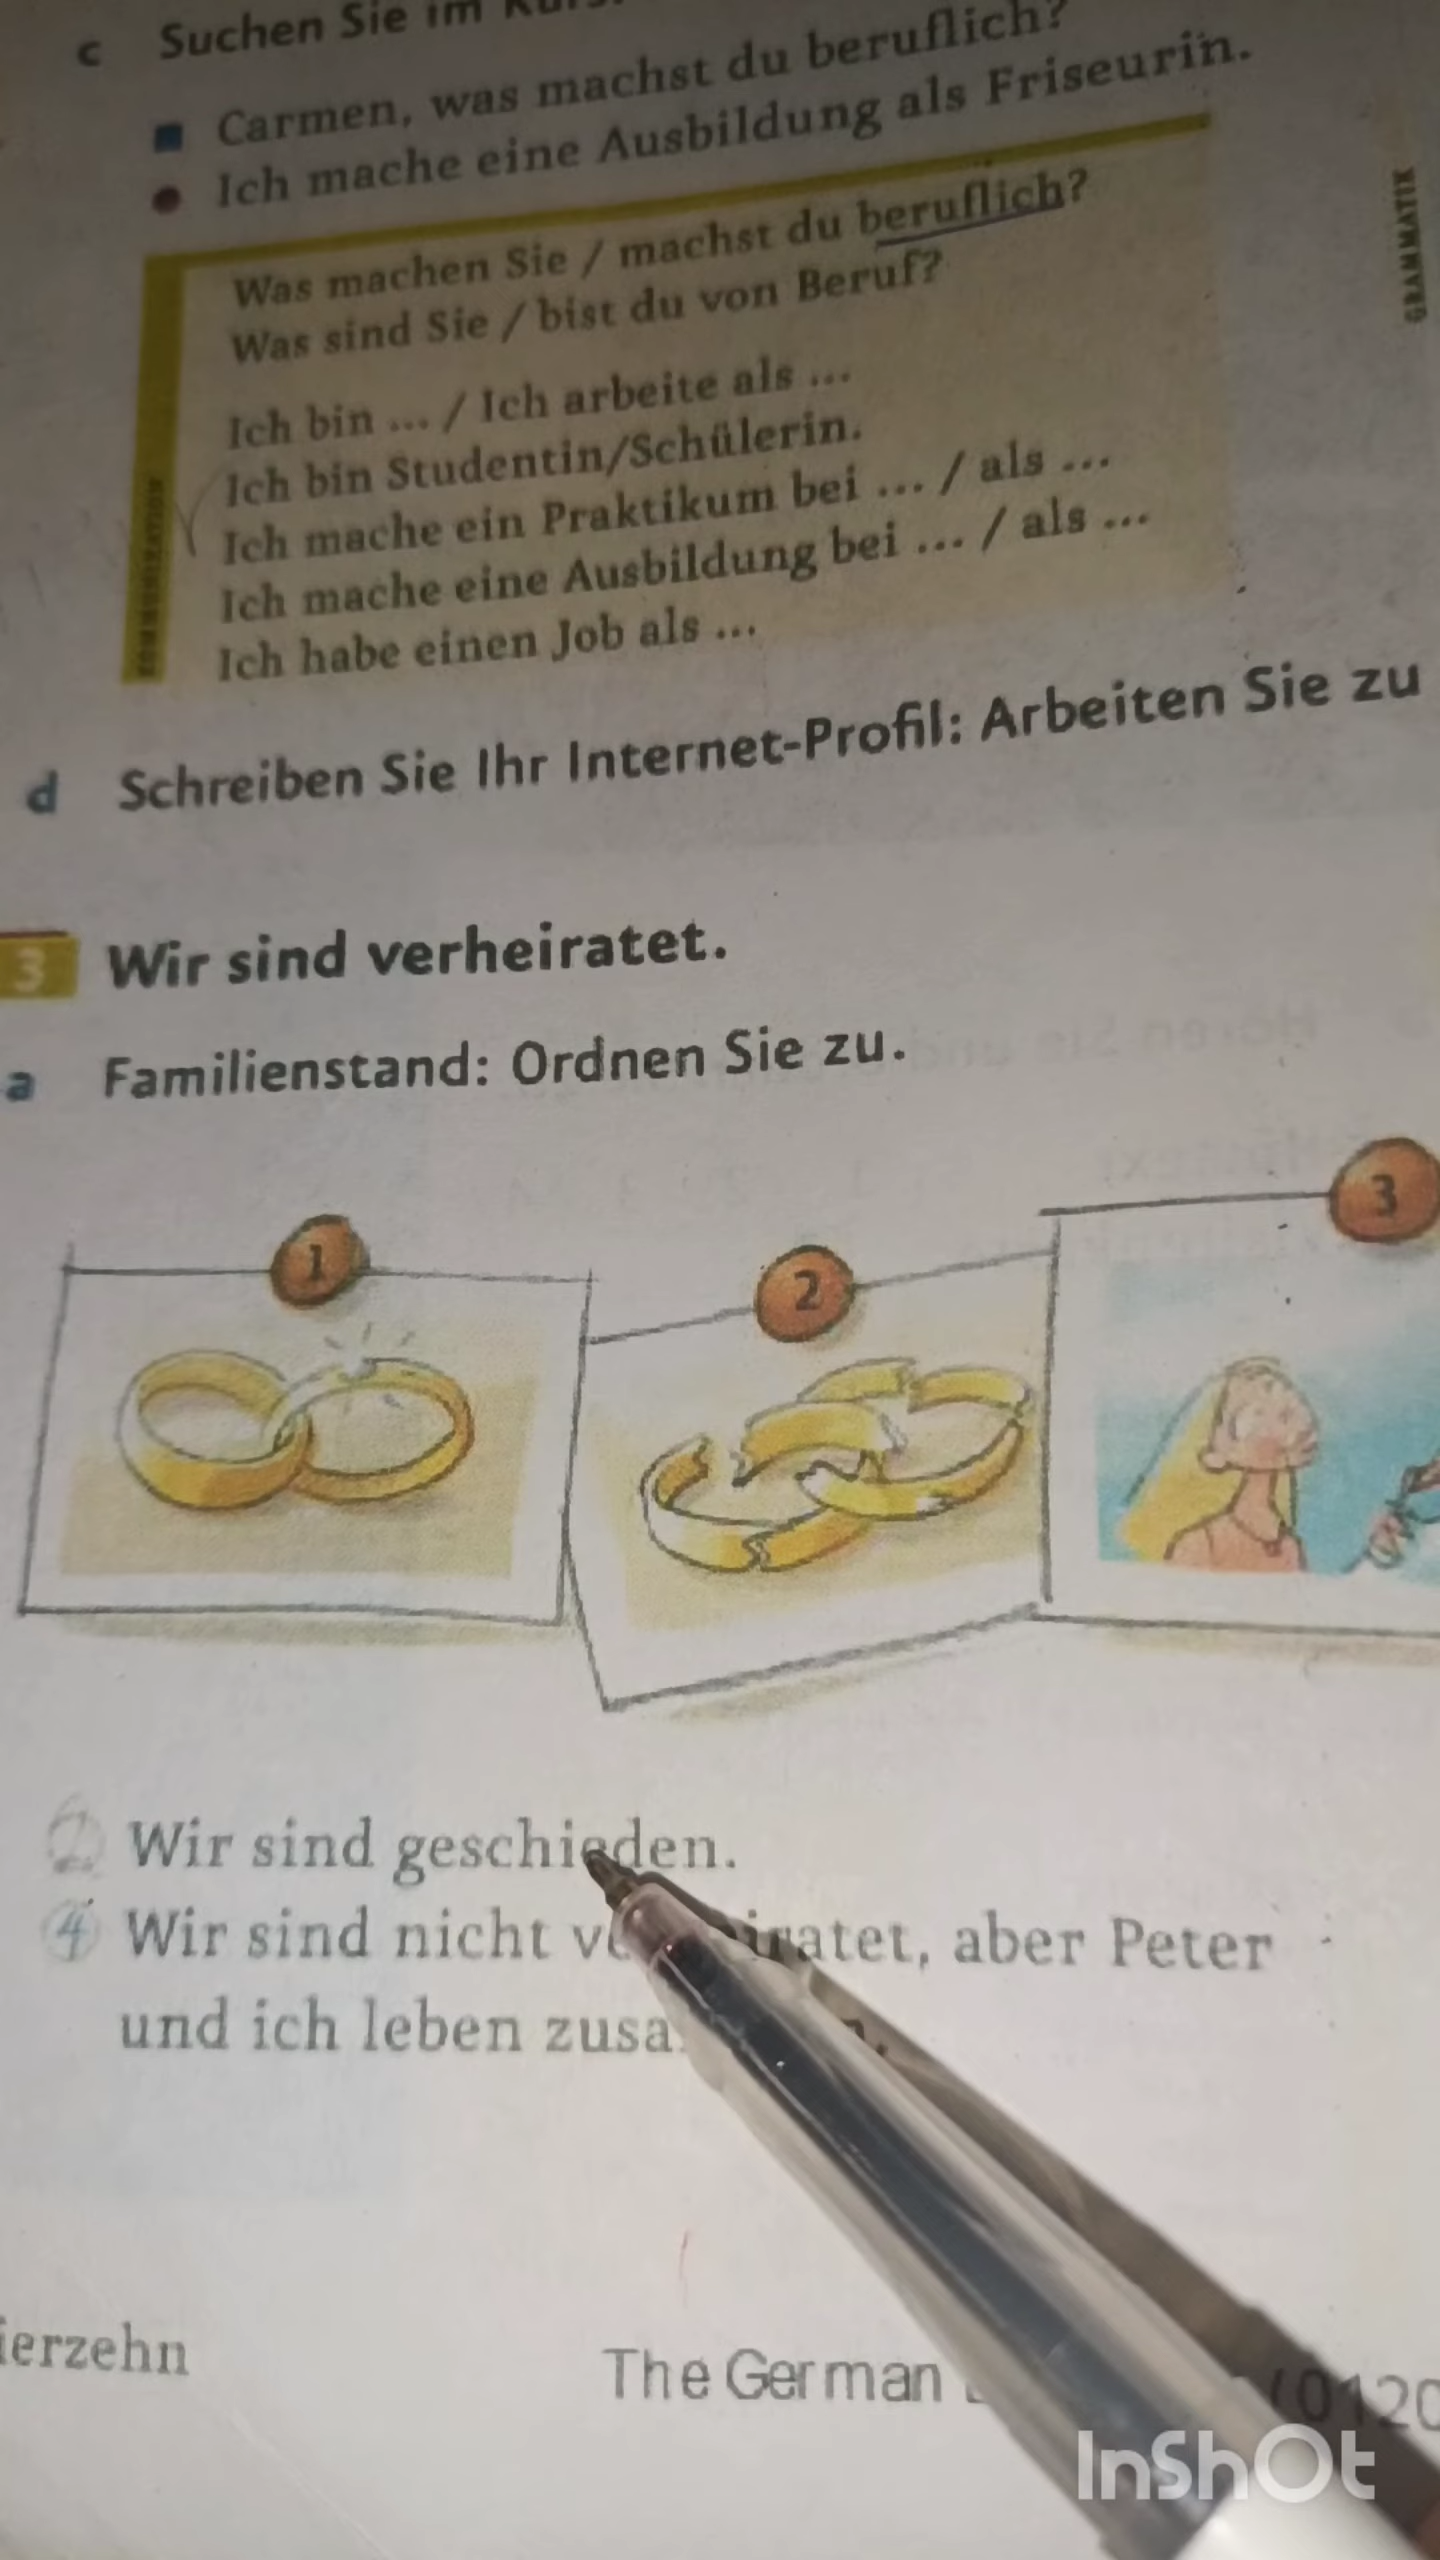 c Suchen Sie im
Carmen, was machst du beruflich?
Ich mache eine Ausbildung als Friseurin.
Was machen Sie / machst du beruflich?
Was sind Sie / bist du von Beruf?
Ich bin ... / Ich arbeite als ...
Ich bin Studentin/Schülerin.
Ich mache ein Praktikum bei ... / als ...
Ich mache eine Ausbildung bei ... / als ...
Ich habe einen Job als ...
KOMMUNIKATION
GRAMMATIK
d Schreiben Sie Ihr Internet-Profil: Arbeiten Sie zu
3 Wir sind verheiratet.
a Familienstand: Ordnen Sie zu.
1
2
3
2 Wir sind geschieden.
4 Wir sind nicht aber Peter
und ich leben
The German (0120
InShOt